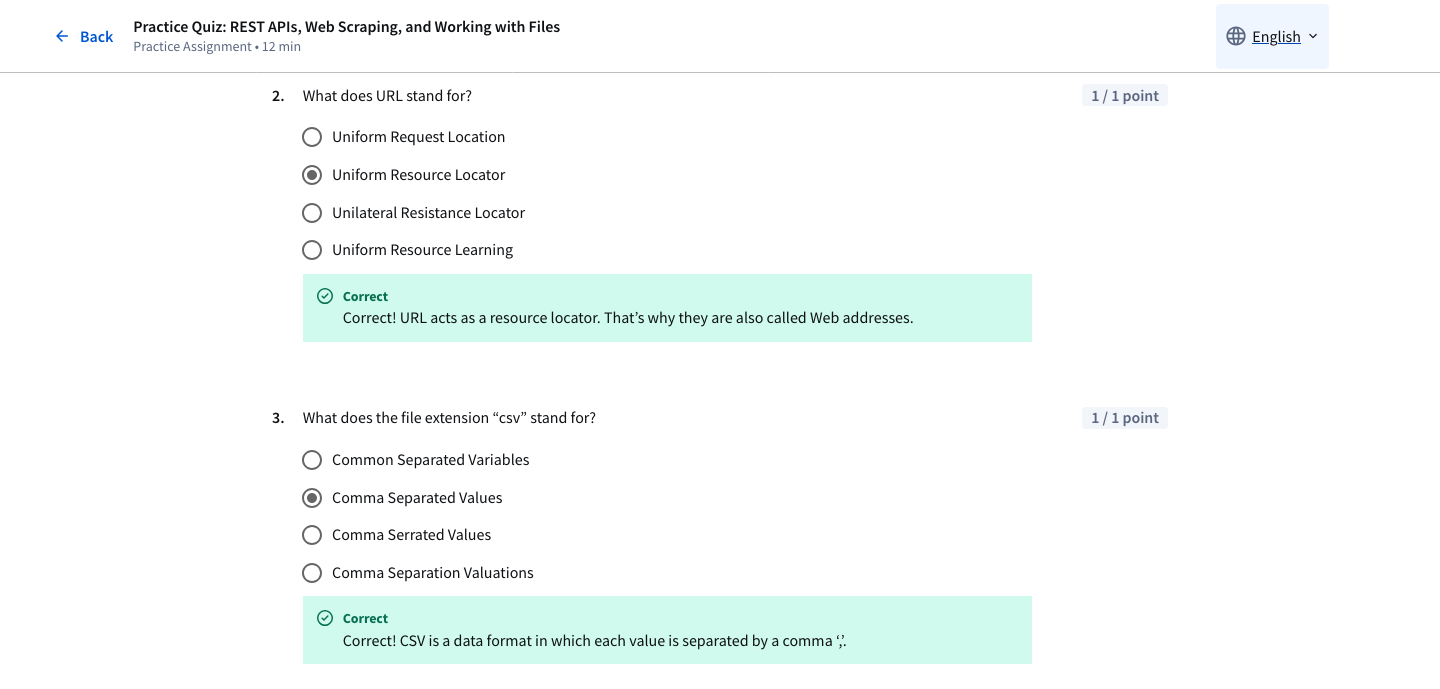 Back
Practice Quiz: REST APIs, Web Scraping, and Working with Files
Practice Assignment • 12 min
English
2. What does URL stand for?
1 / 1 point
Uniform Request Location
Uniform Resource Locator
Unilateral Resistance Locator
Uniform Resource Learning
Correct
Correct! URL acts as a resource locator. That’s why they are also called Web addresses.
3. What does the file extension “csv” stand for?
1 / 1 point
Common Separated Variables
Comma Separated Values
Comma Serrated Values
Comma Separation Valuations
Correct
Correct! CSV is a data format in which each value is separated by a comma ‘,’.